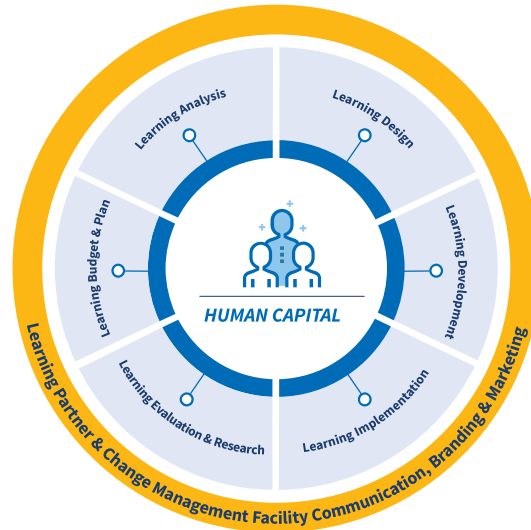 Learning Analysis
Learning Design
Learning Budget & Plan
Learning Development
HUMAN CAPITAL
Learning Evaluation & Research
Learning Implementation
Learning Partner & Change Management Facility Communication, Branding & Marketing